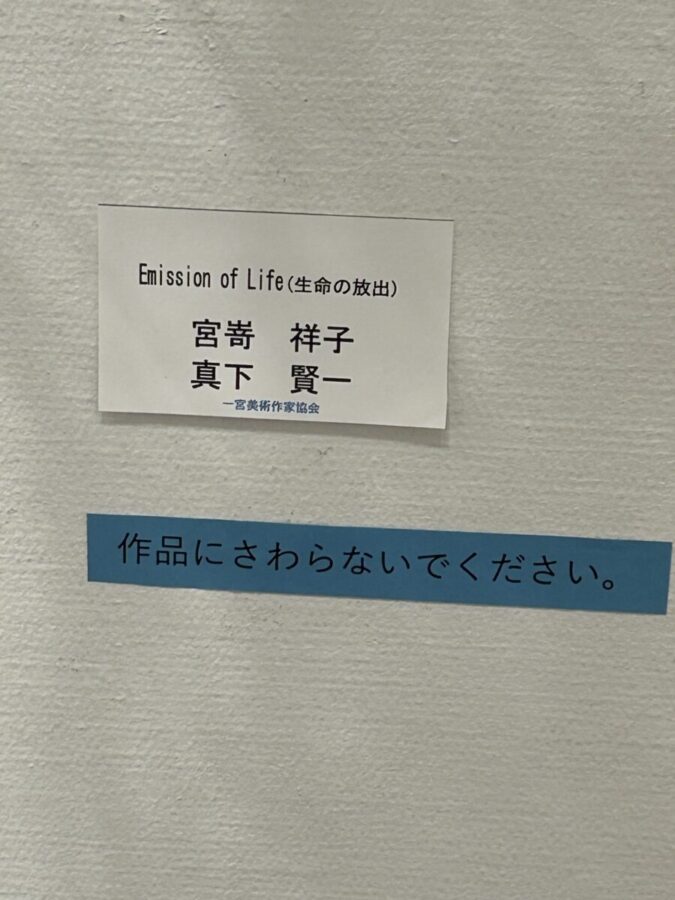 Emission of Life(生命の放出)
宮嵜　祥子
真下　賢一
一宮美術作家協会
作品にさわらないでください。